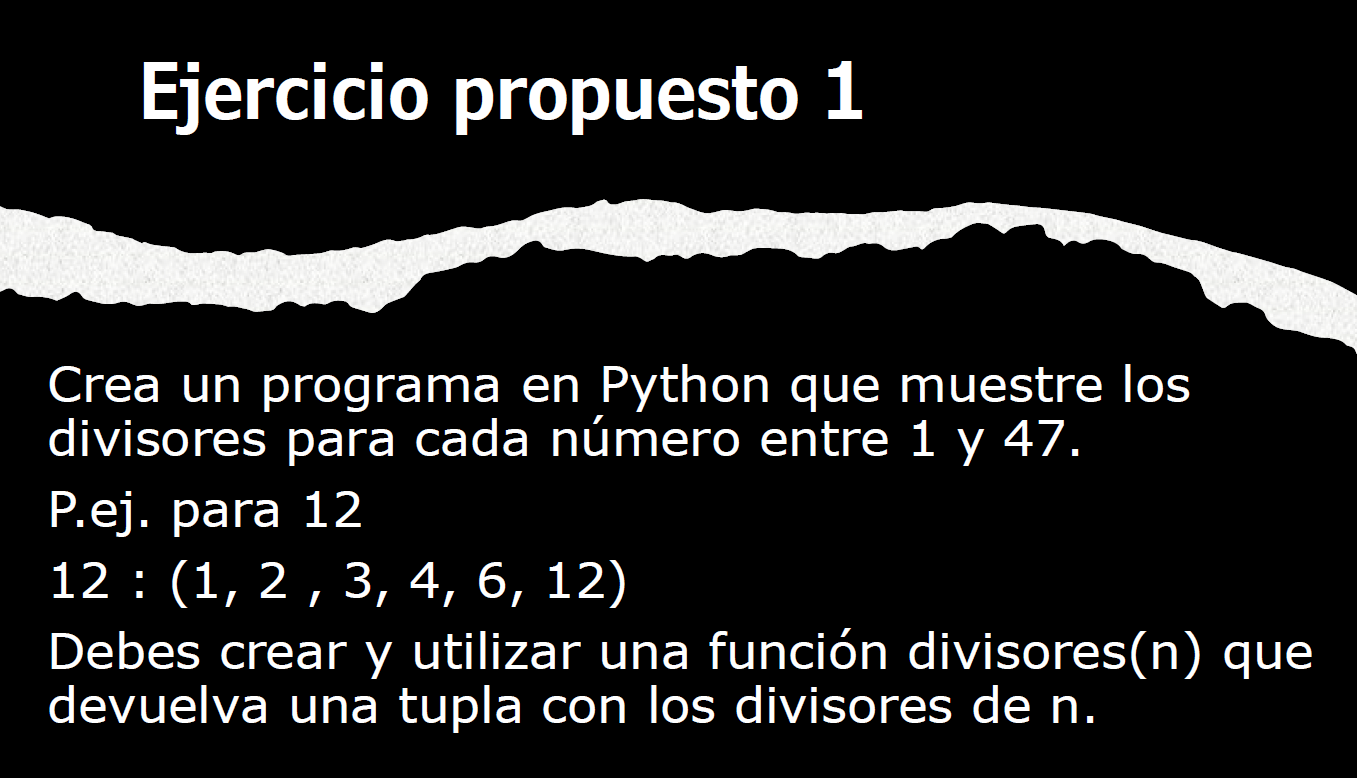 Ejercicio propuesto 1
Crea un programa en Python que muestre los
divisores para cada número entre 1 y 47.
P.ej. para 12
12 : (1, 2 , 3, 4, 6, 12)
Debes crear y utilizar una función divisores(n) que
devuelva una tupla con los divisores de n.